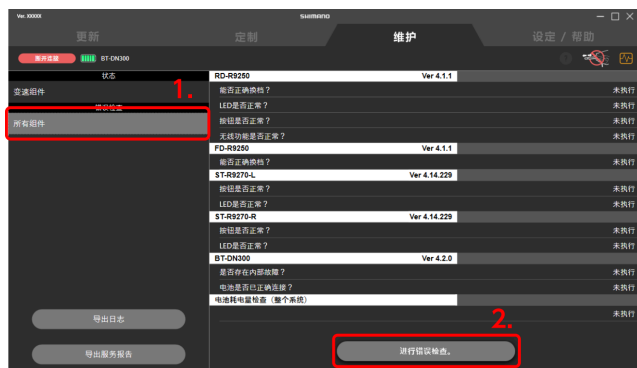 Ver. XXXXX
SHIMANO
更新
定制
维护
设定 / 帮助
断开连接
BT-DN300
状态
变速组件
1.
错误检查
所有组件
RD-R9250 Ver 4.1.1
能否正确换档？ 未执行
LED是否正常？ 未执行
按钮是否正常？ 未执行
无线功能是否正常？ 未执行
FD-R9250 Ver 4.1.1
能否正确换档？ 未执行
ST-R9270-L Ver 4.14.229
按钮是否正常？ 未执行
LED是否正常？ 未执行
ST-R9270-R Ver 4.14.229
按钮是否正常？ 未执行
LED是否正常？ 未执行
BT-DN300 Ver 4.2.0
是否存在内部故障？ 未执行
电池是否已正确连接？ 未执行
电池耗电量检查（整个系统）
未执行
2.
导出日志
进行错误检查。
导出服务报告